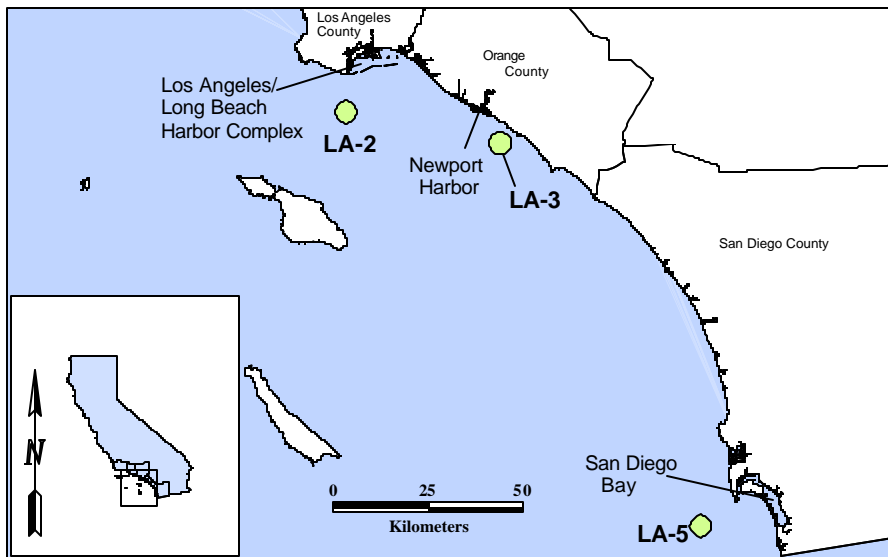 Los Angeles
County
Orange
County
Los Angeles/
Long Beach
Harbor Complex
LA-2
Newport
Harbor
LA-3
San Diego County
N
San Diego
Bay
0 25 50
Kilometers
LA-5